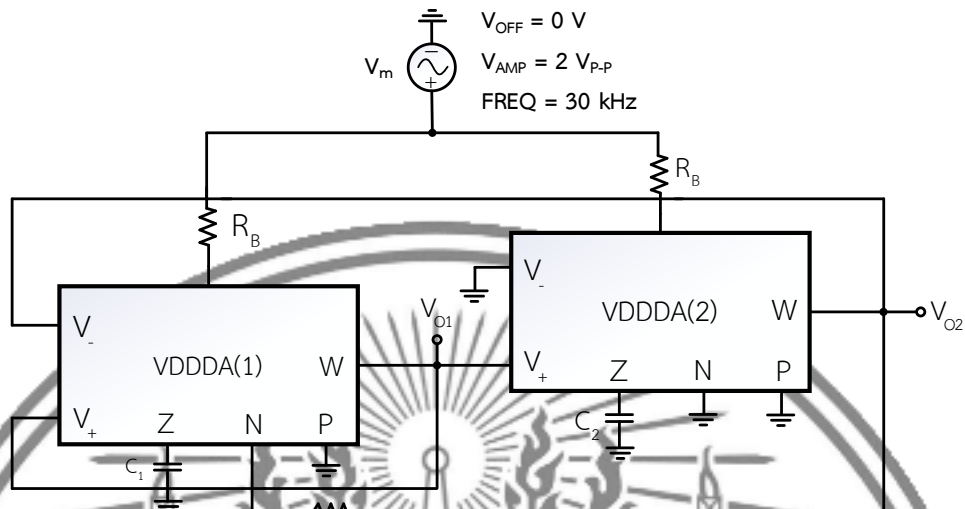 V_OFF = 0 V
V_m
V_AMP = 2 V_P-P
FREQ = 30 kHz
R_B
R_B
V_-
VDDDA(2)
W
V_O2
V_+
Z
N
P
C_2
V_O1
V_-
VDDDA(1)
W
V_+
Z
N
P
C_1